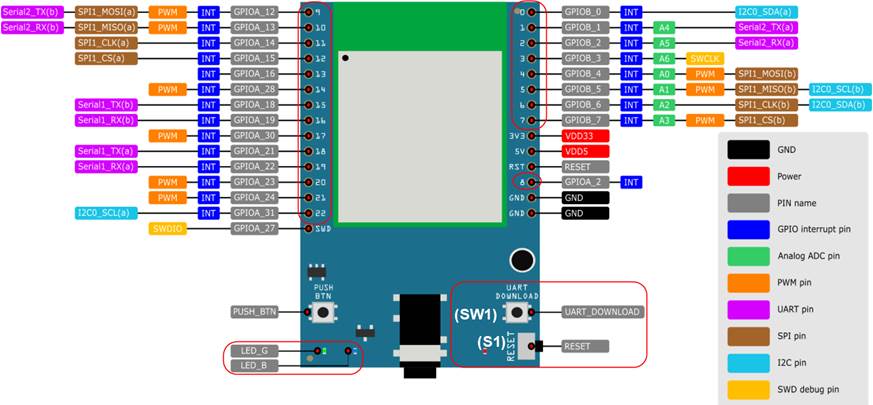 Serial2_TX(b) SPI1_MOSI(a) PWM INT GPIOA_12 9 0 GPIOB_0 INT I2C0_SDA(a)
Serial2_RX(b) SPI1_MISO(a) PWM INT GPIOA_13 10 1 GPIOB_1 INT A4 Serial2_TX(a)
SPI1_CLK(a) INT GPIOA_14 11 2 GPIOB_2 INT A5 Serial2_RX(a)
SPI1_CS(a) INT GPIOA_15 12 3 GPIOB_3 INT A6 SWCLK
INT GPIOA_16 13 4 GPIOB_4 INT A0 PWM SPI1_MOSI(b)
PWM INT GPIOA_28 14 5 GPIOB_5 INT A1 PWM SPI1_MISO(b) I2C0_SCL(b)
Serial1_TX(b) INT GPIOA_18 15 6 GPIOB_6 INT A2 SPI1_CLK(b) I2C0_SDA(b)
Serial1_RX(b) INT GPIOA_19 16 7 GPIOB_7 INT A3 PWM SPI1_CS(b)
PWM INT GPIOA_30 17 3V3 VDD33
Serial1_TX(a) INT GPIOA_21 18 5V VDD5
Serial1_RX(a) INT GPIOA_22 19 RST RESET
PWM INT GPIOA_23 20 8 GPIOA_2 INT
PWM INT GPIOA_24 21 GND GND
I2C0_SCL(a) INT GPIOA_31 22 GND GND
SWDIO GPIOA_27 SWD
GND
Power
PIN name
GPIO interrupt pin
Analog ADC pin
PWM pin
UART pin
SPI pin
I2C pin
SWD debug pin
PUSH
BTN
UART
DOWNLOAD
PUSH_BTN
(SW1)
UART_DOWNLOAD
(S1)
RESET
RESET
LED_G
LED_B